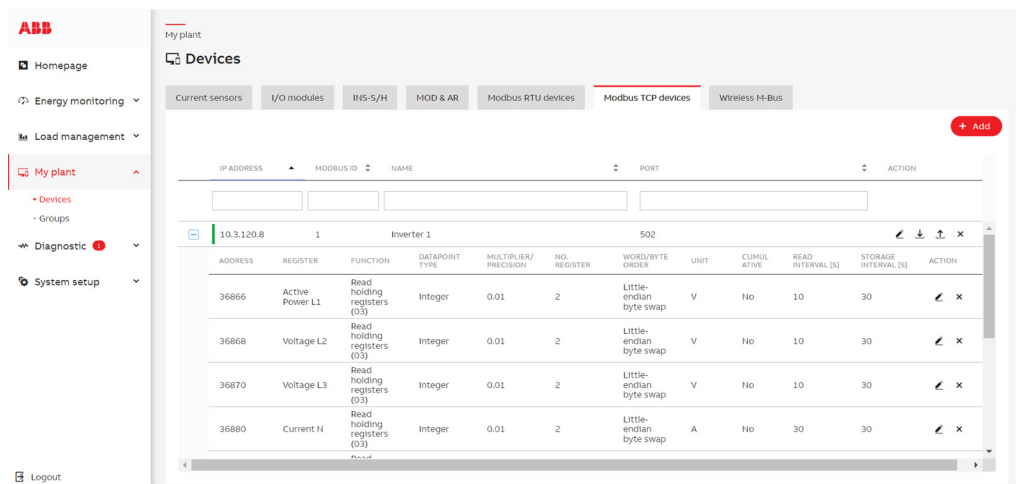 ABB
Homepage
Energy monitoring
Load management
My plant
• Devices
- Groups
Diagnostic 1
System setup
Logout
My plant
Devices
Current sensors I/O modules INS-S/H MOD & AR Modbus RTU devices Modbus TCP devices Wireless M-Bus
+ Add
IP ADDRESS MODBUS ID NAME PORT ACTION
10.3.120.8 1 Inverter 1 502
ADDRESS REGISTER FUNCTION DATAPOINT TYPE MULTIPLIER/ PRECISION NO. REGISTER WORD/BYTE ORDER UNIT CUMUL ATIVE READ INTERVAL [S] STORAGE INTERVAL [S] ACTION
36866 Active Power L1 Read holding registers (03) Integer 0.01 2 Little-endian byte swap V No 10 30
36868 Voltage L2 Read holding registers (03) Integer 0.01 2 Little-endian byte swap V No 10 30
36870 Voltage L3 Read holding registers (03) Integer 0.01 2 Little-endian byte swap V No 10 30
36880 Current N Read holding registers (03) Integer 0.01 2 Little-endian byte swap A No 30 30